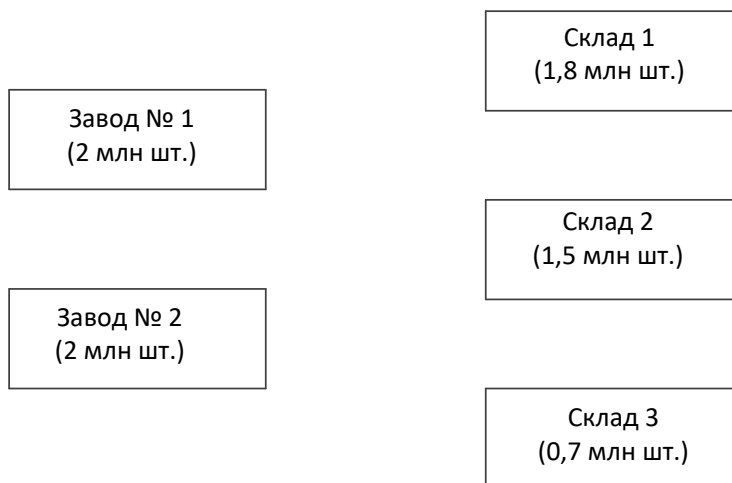 Завод № 1
(2 млн шт.)
Завод № 2
(2 млн шт.)
Склад 1
(1,8 млн шт.)
Склад 2
(1,5 млн шт.)
Склад 3
(0,7 млн шт.)